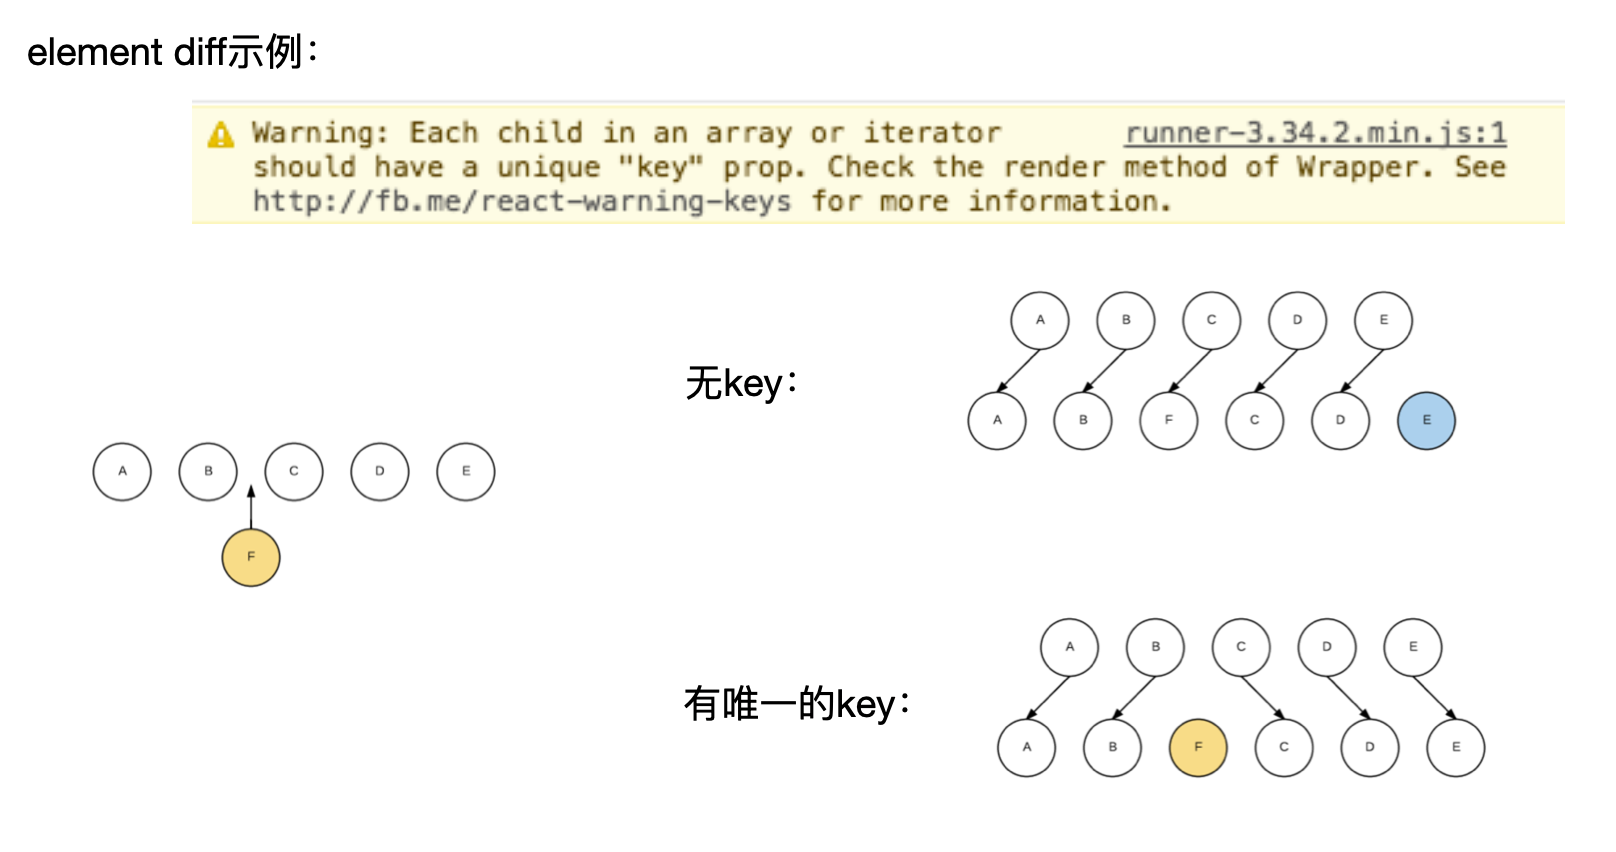 element diff示例：
Warning: Each child in an array or iterator runner-3.34.2.min.js:1
should have a unique "key" prop. Check the render method of Wrapper. See
http://fb.me/react-warning-keys for more information.
A B C D E
F
无key：
A B C D E
A B F C D E
有唯一的key：
A B C D E
A B F C D E